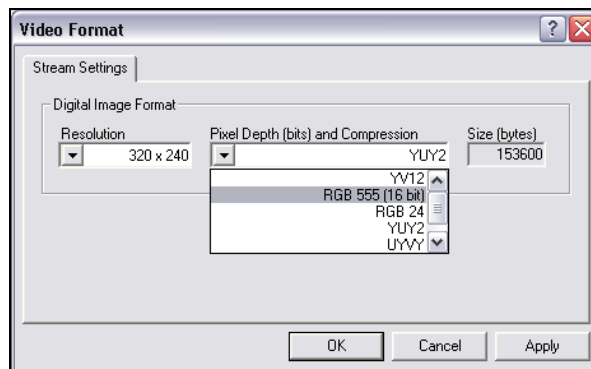 Video Format
Stream Settings
Digital Image Format
Resolution
Pixel Depth (bits) and Compression
Size (bytes)
320 x 240
YUY2
153600
YV12
RGB 555 (16 bit)
RGB 24
YUY2
UYVY
OK
Cancel
Apply